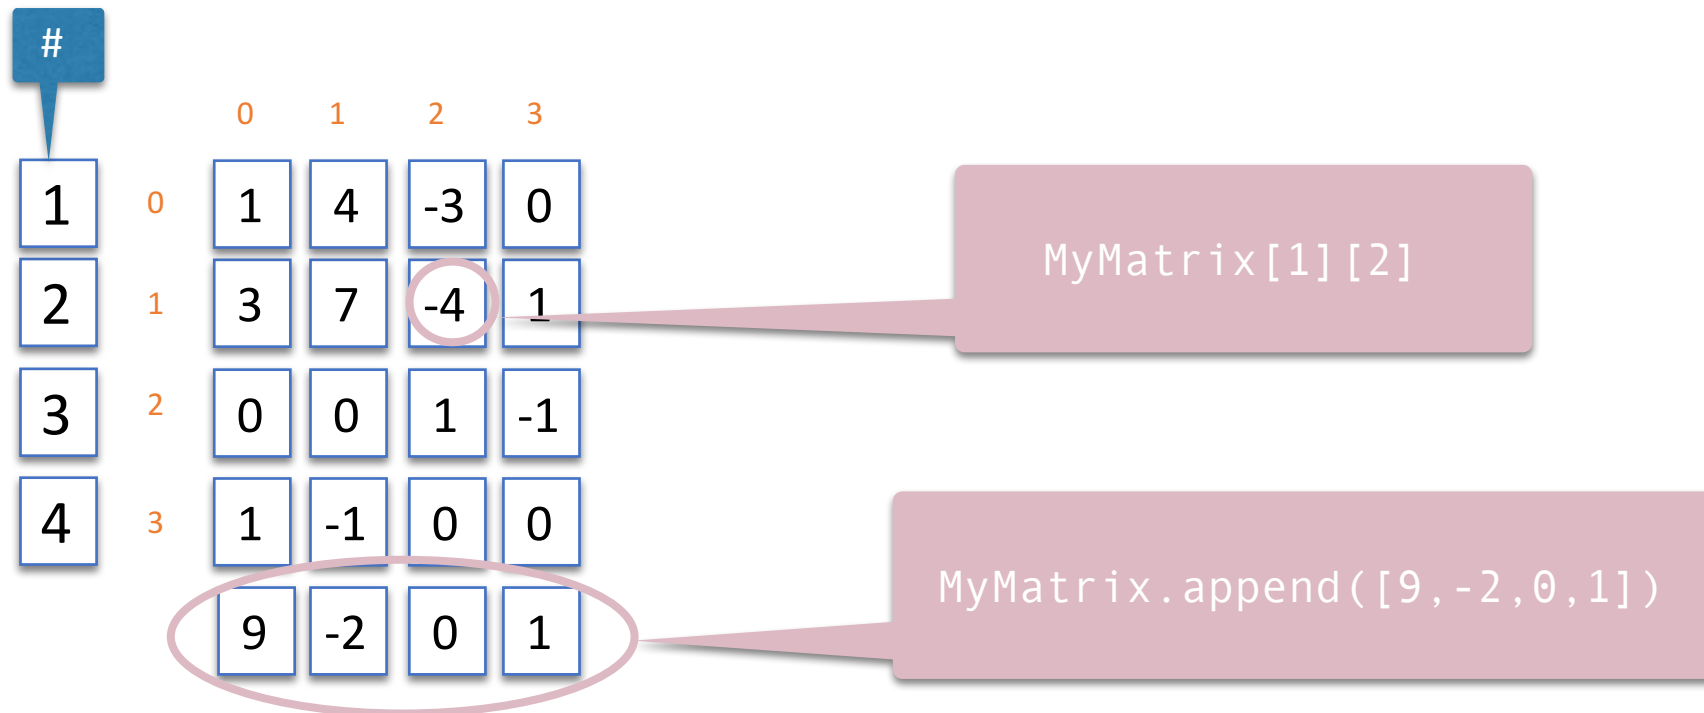 #
0 1 2 3
1 0 1 4 -3 0
MyMatrix[1][2]
2 1 3 7 -4 1
3 2 0 0 1 -1
4 3 1 -1 0 0
MyMatrix.append([9,-2,0,1])
9 -2 0 1